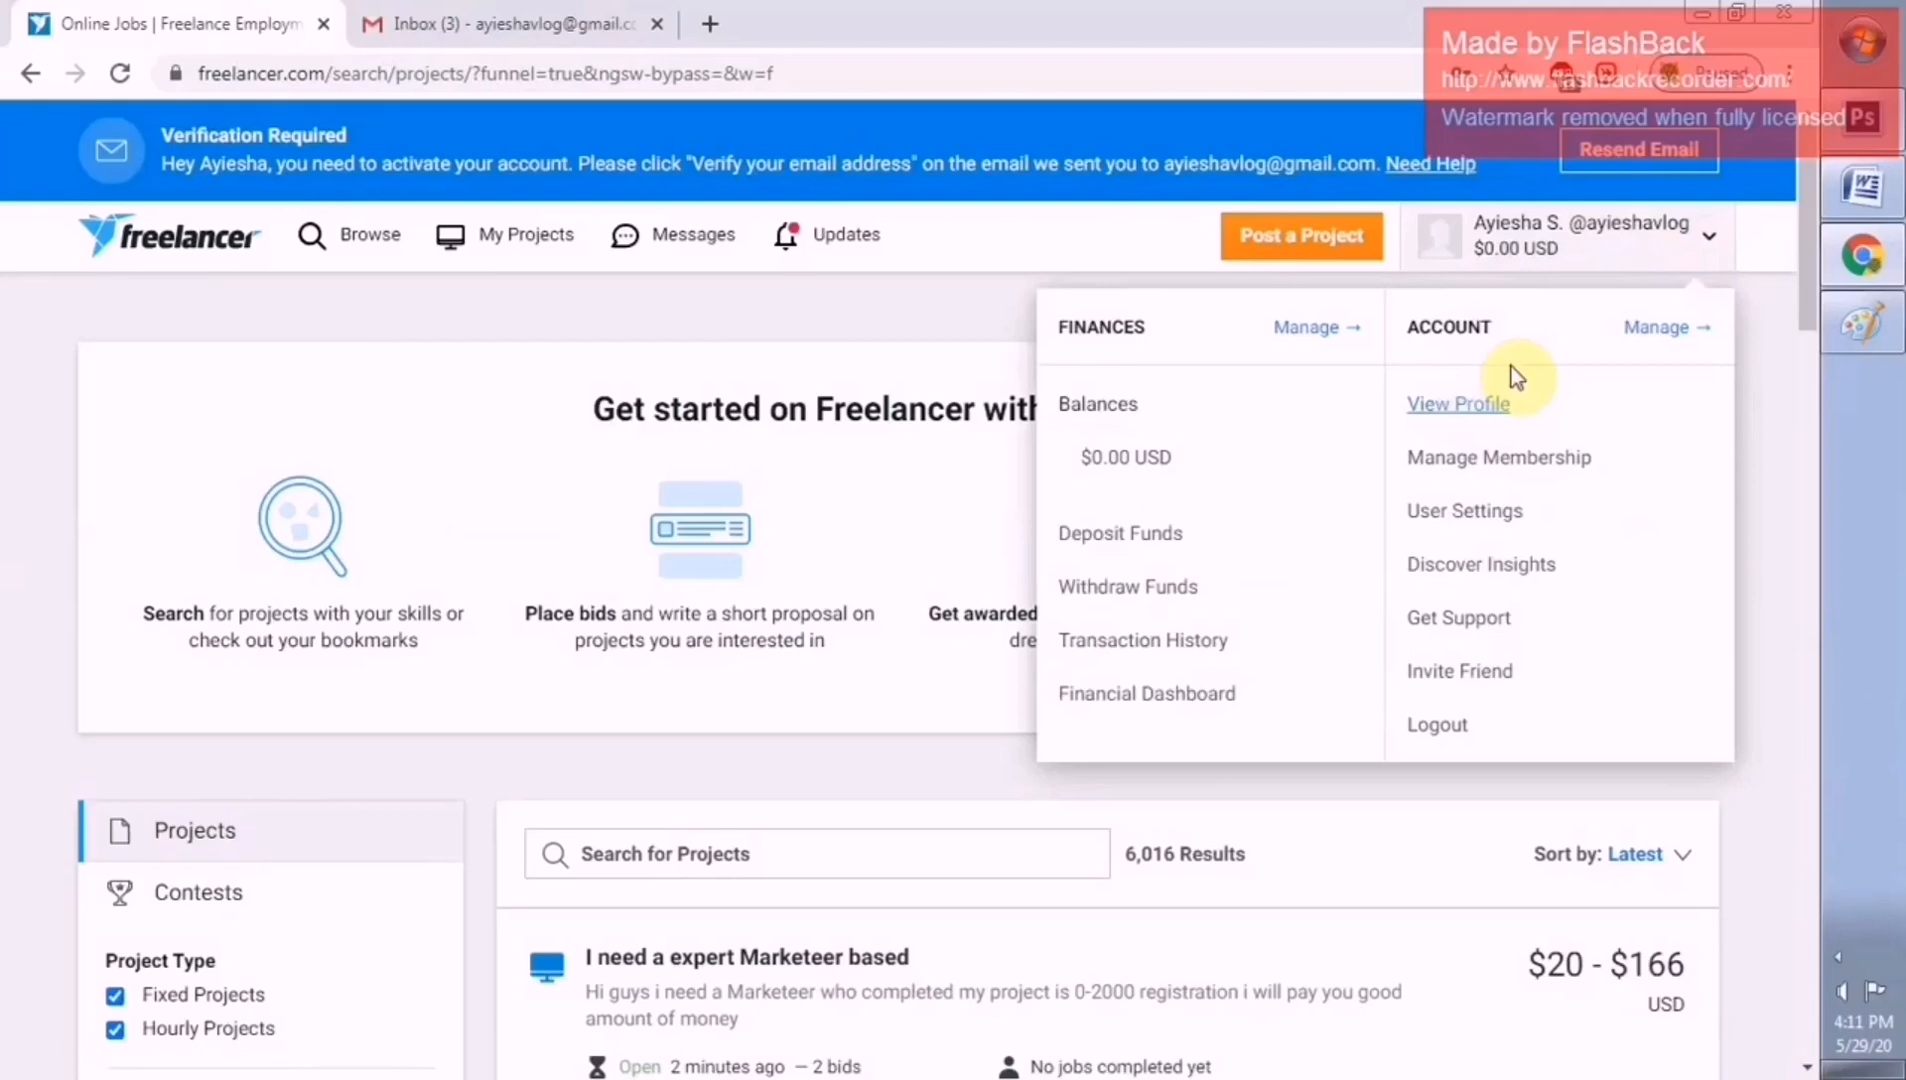 Online Jobs | Freelance Employm
Inbox (3) - ayieshavlog@gmail.c
Made by FlashBack
freelancer.com/search/projects/?funnel=true&ngsw-bypass=&w=f
Watermark removed when fully licensed
Ps
Verification Required
Hey Ayiesha, you need to activate your account. Please click "Verify your email address" on the email we sent you to ayieshavlog@gmail.com. Need Help
Resend Email
freelancer
Browse
My Projects
Messages
Updates
Post a Project
Ayiesha S. @ayieshavlog
$0.00 USD
FINANCES
Manage →
ACCOUNT
Manage →
Get started on Freelancer with
Balances
$0.00 USD
Deposit Funds
Withdraw Funds
Transaction History
Financial Dashboard
View Profile
Manage Membership
User Settings
Discover Insights
Get Support
Invite Friend
Logout
Search for projects with your skills or
check out your bookmarks
Place bids and write a short proposal on
projects you are interested in
Get awarded
dre
Projects
Contests
Project Type
Fixed Projects
Hourly Projects
Search for Projects
6,016 Results
Sort by: Latest
I need a expert Marketeer based
Hi guys i need a Marketeer who completed my project is 0-2000 registration i will pay you good
amount of money
$20 - $166
USD
Open 2 minutes ago — 2 bids
No jobs completed yet
4:11 PM
5/29/20